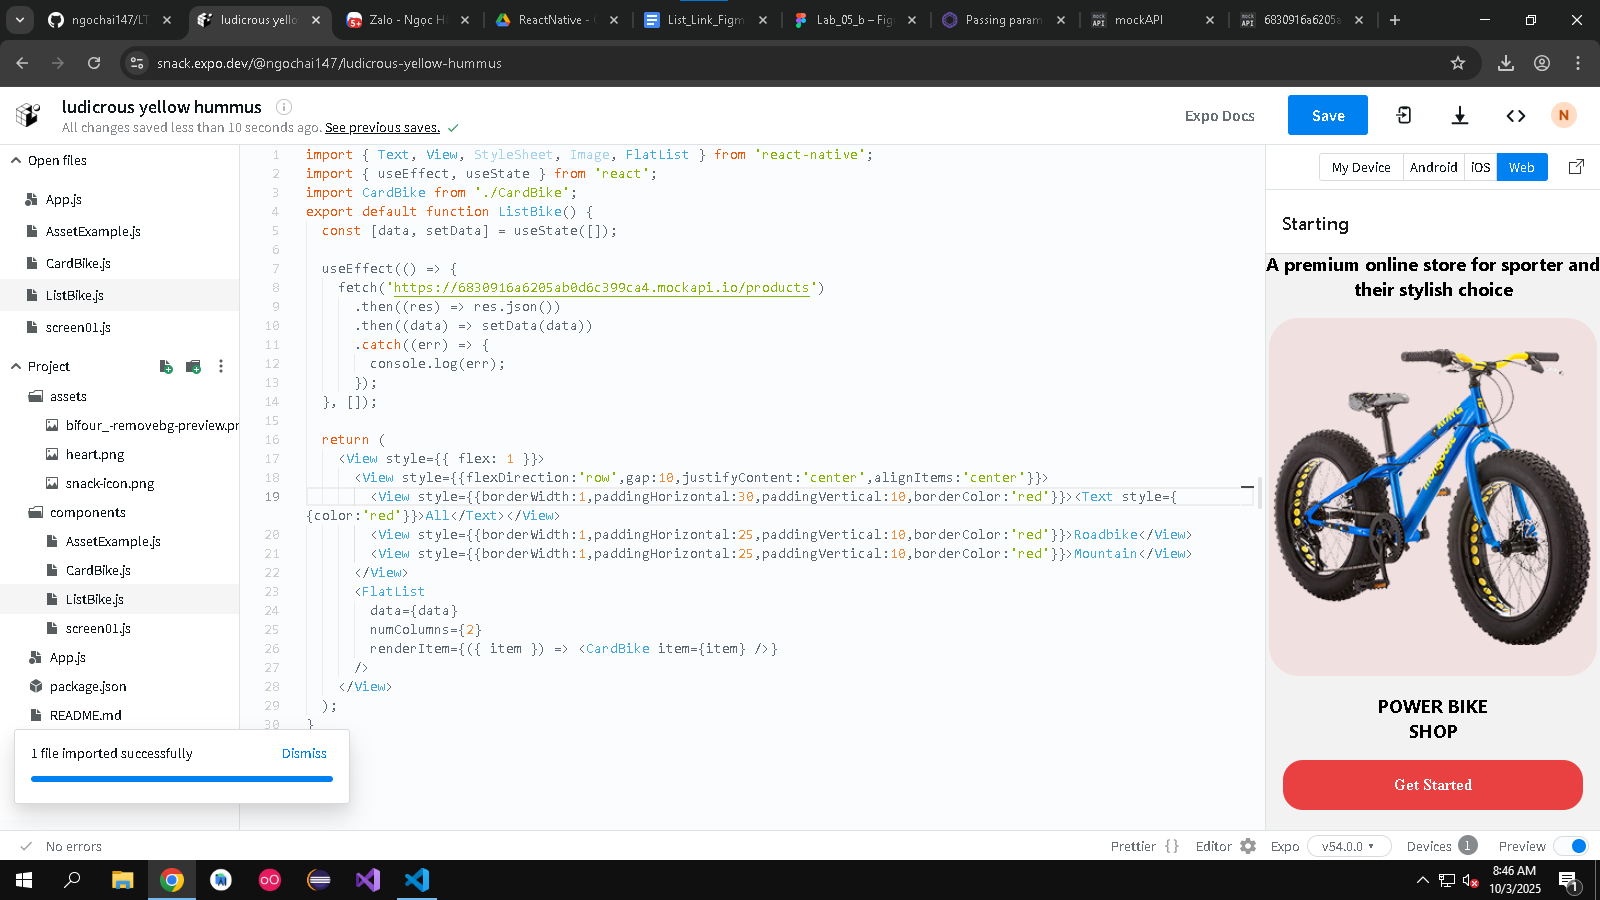 ngochai147/LT
ludicrous yello
Zalo - Ngọc H
ReactNative -
List_Link_Figm
Lab_05_b – Fig
Passing param
mockAPI
6830916a6205a
snack.expo.dev/@ngochai147/ludicrous-yellow-hummus
ludicrous yellow hummus
All changes saved less than 10 seconds ago. See previous saves.
Expo Docs
Save
N
Open files
App.js
AssetExample.js
CardBike.js
ListBike.js
screen01.js
Project
assets
bifour_-removebg-preview.pr
heart.png
snack-icon.png
components
AssetExample.js
CardBike.js
ListBike.js
screen01.js
App.js
package.json
README.md
1 file imported successfully
Dismiss
1 import { Text, View, StyleSheet, Image, FlatList } from 'react-native';
2 import { useEffect, useState } from 'react';
3 import CardBike from './CardBike';
4 export default function ListBike() {
5 const [data, setData] = useState([]);
6
7 useEffect(() => {
8 fetch('https://6830916a6205ab0d6c399ca4.mockapi.io/products')
9 .then((res) => res.json())
10 .then((data) => setData(data))
11 .catch((err) => {
12 console.log(err);
13 });
14 }, []);
15
16 return (
17 <View style={{ flex: 1 }}>
18 <View style={{flexDirection:'row',gap:10,justifyContent:'center',alignItems:'center'}}>
19 <View style={{borderWidth:1,paddingHorizontal:30,paddingVertical:10,borderColor:'red'}}><Text style={
{color:'red'}}>All</Text></View>
20 <View style={{borderWidth:1,paddingHorizontal:25,paddingVertical:10,borderColor:'red'}}>Roadbike</View>
21 <View style={{borderWidth:1,paddingHorizontal:25,paddingVertical:10,borderColor:'red'}}>Mountain</View>
22 </View>
23 <FlatList
24 data={data}
25 numColumns={2}
26 renderItem={({ item }) => <CardBike item={item} />}
27 />
28 </View>
29 );
30 }
My Device
Android
iOS
Web
Starting
A premium online store for sporter and
their stylish choice
POWER BIKE
SHOP
Get Started
No errors
Prettier { }
Editor
Expo
v54.0.0
Devices 1
Preview
8:46 AM
10/3/2025
1